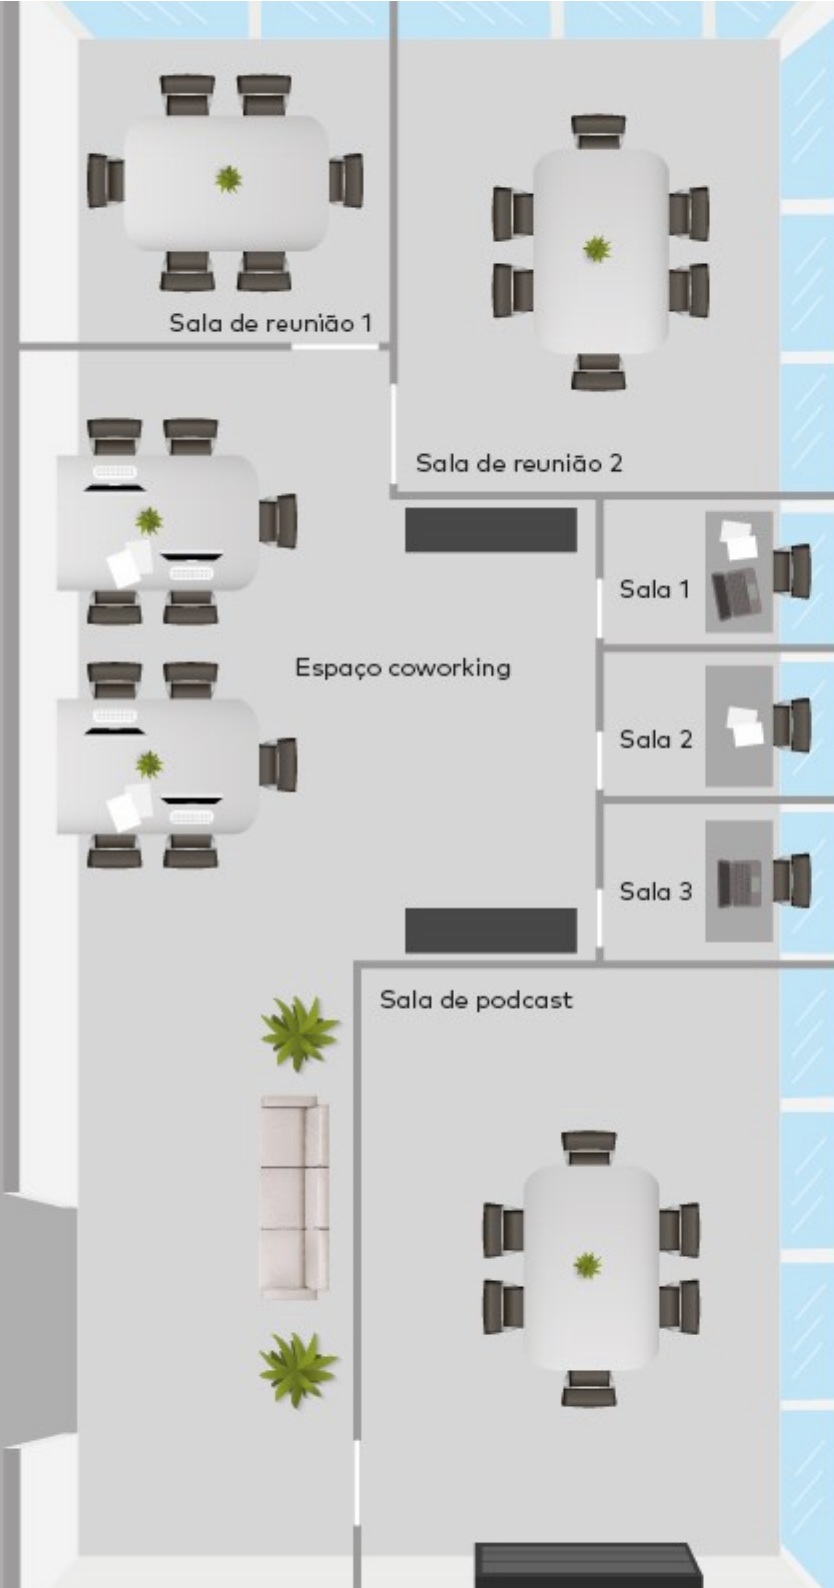 Sala de reunião 1
Sala de reunião 2
Sala 1
Espaço coworking
Sala 2
Sala 3
Sala de podcast